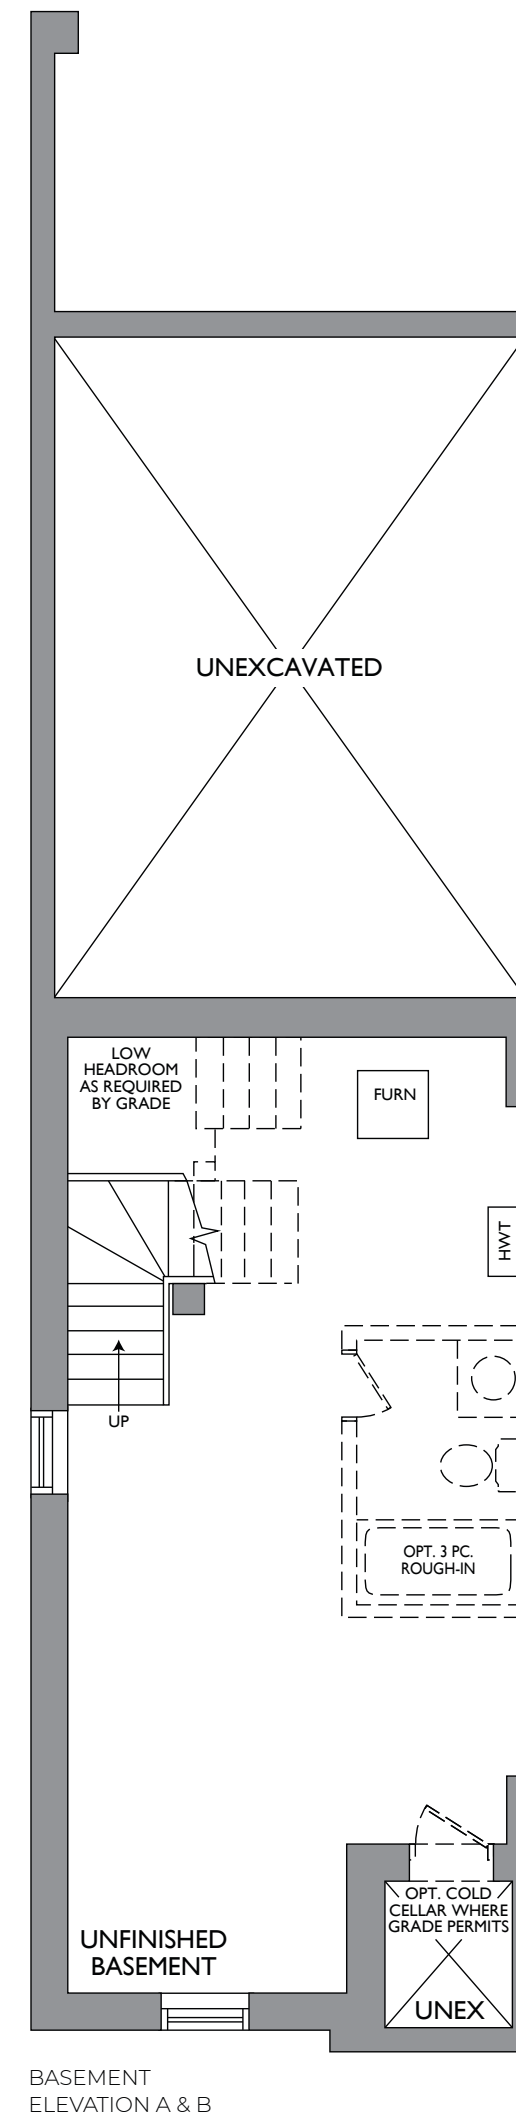 UNEXCAVATED
LOW
HEADROOM
AS REQUIRED
BY GRADE
FURN
HWT
UP
OPT. 3 PC.
ROUGH-IN
OPT. COLD
CELLAR WHERE
GRADE PERMITS
UNFINISHED
BASEMENT
UNEX
BASEMENT
ELEVATION A & B